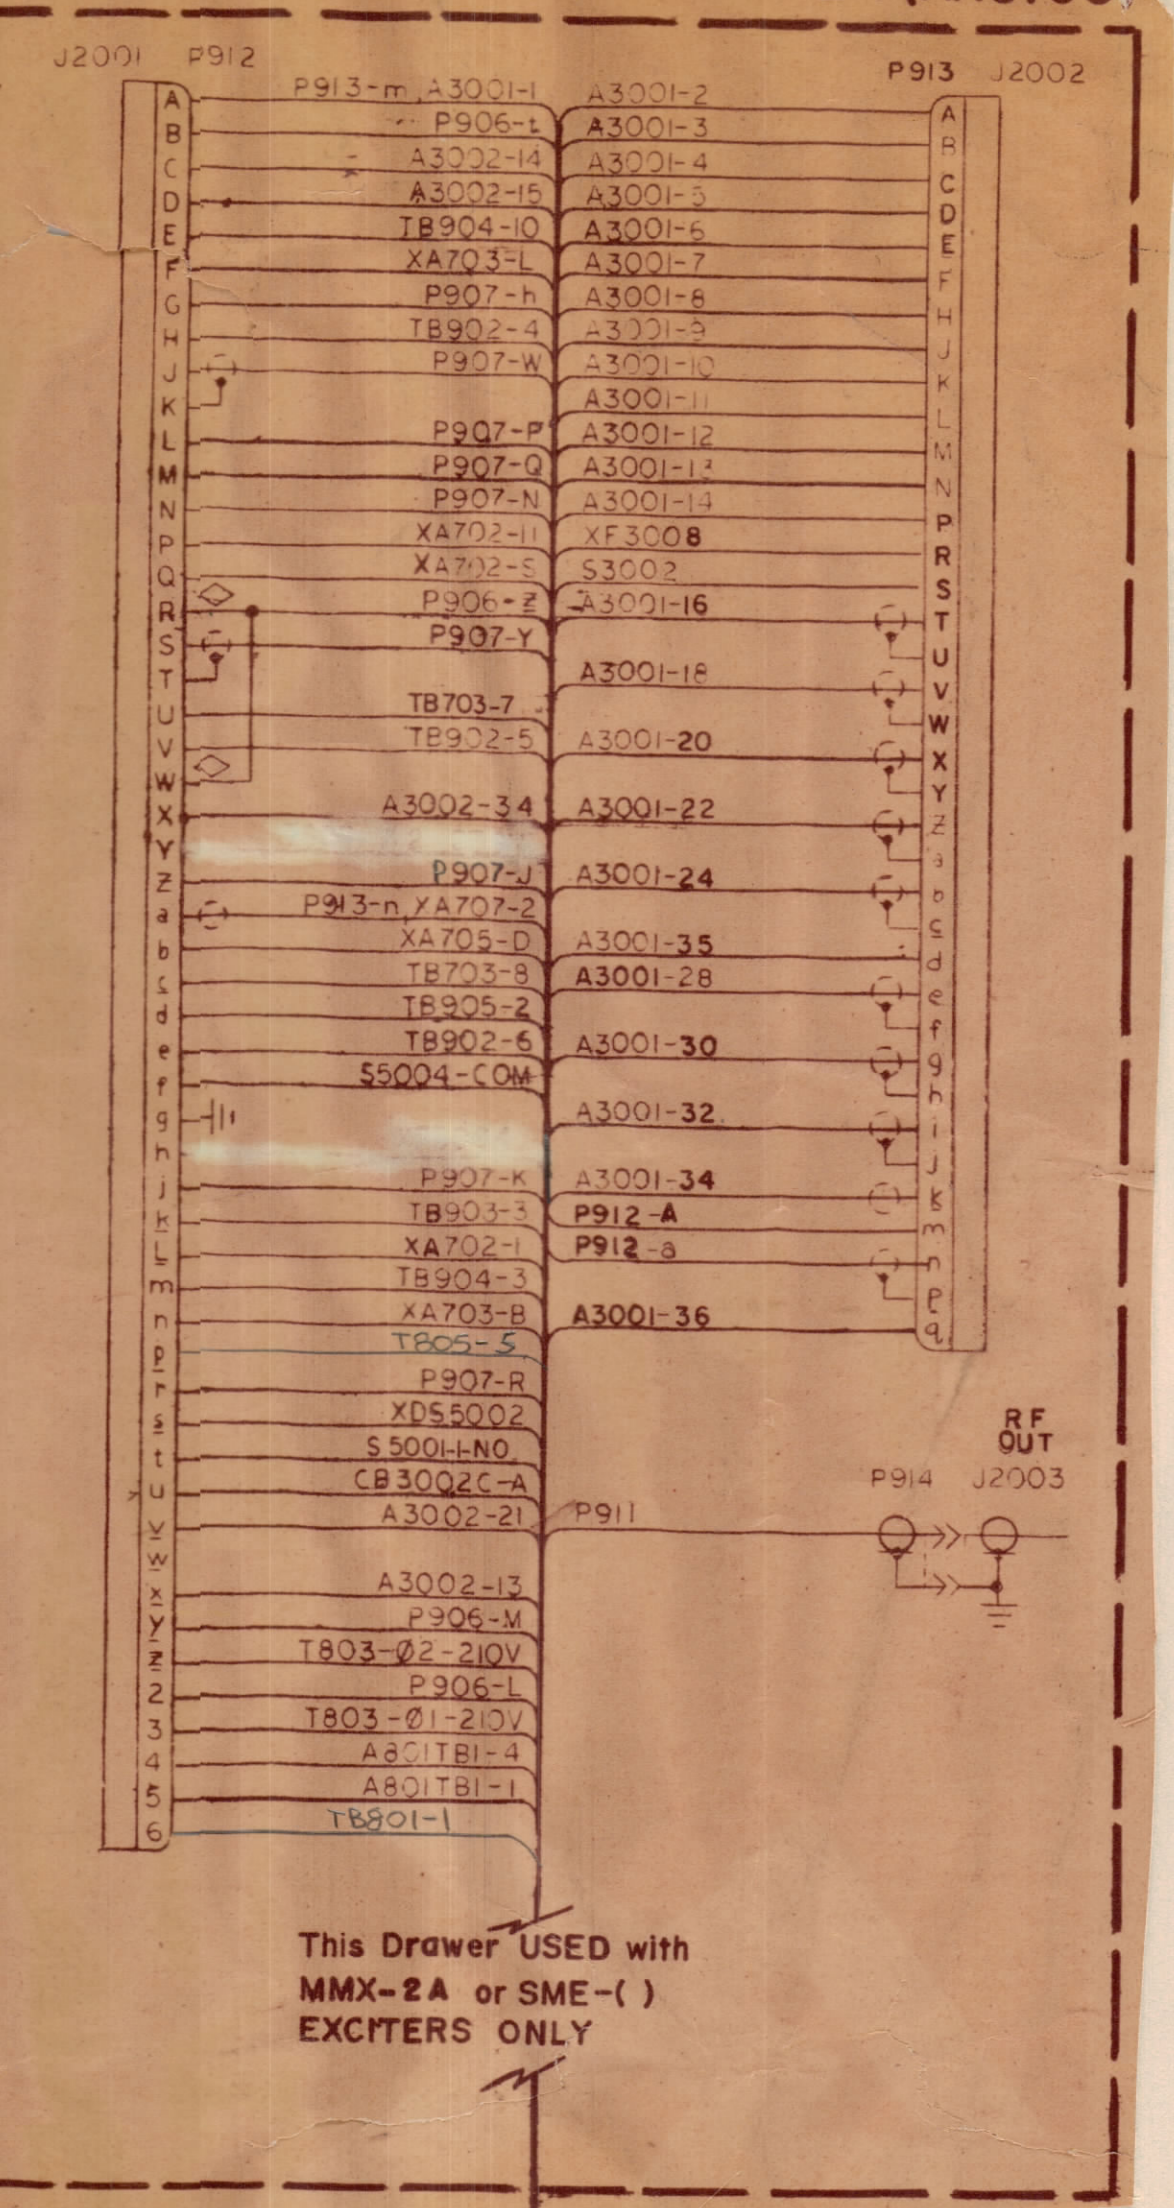 J2001 P912
P913 J2002
A P913-m, A3001-1
B P906-t
C A3002-14
D A3002-15
E TB904-10
F XA703-L
G P907-h
H TB902-4
J P907-W
K
L P907-P
M P907-Q
N P907-N
P XA702-11
Q XA702-S
R P906-z
S P907-Y
T
U TB703-7
V TB902-5
W
X A3002-34
Y
Z P907-J
a P913-n, XA707-2
b XA705-D
c TB703-8
d TB905-2
e TB902-6
f S5004-COM
g
h
j P907-K
k TB903-3
L XA702-1
m TB904-3
n XA703-B
p T805-5
r P907-R
s XDS5002
t S5001-1-NO
u CB3002C-A
v A3002-21
w
x A3002-13
y P906-M
z T803-Ø2-210V
2 P906-L
3 T803-Ø1-210V
4 A801TB1-4
5 A801TB1-1
6 TB801-1
A3001-2 A
A3001-3 B
A3001-4 C
A3001-5 D
A3001-6 E
A3001-7 F
A3001-8 H
A3001-9 J
A3001-10 K
A3001-11 L
A3001-12 M
A3001-13 N
A3001-14 P
XF3008 R
S3002 S
A3001-16 T
U
A3001-18 V
W
A3001-20 X
Y
A3001-22 Z
a
A3001-24 b
c
A3001-35 d
A3001-28 e
f
A3001-30 g
h
A3001-32 i
j
A3001-34 k
P912-A m
P912-a n
p
A3001-36 q
RF
OUT
P914 J2003
P911
This Drawer USED with
MMX-2A or SME-( )
EXCITERS ONLY